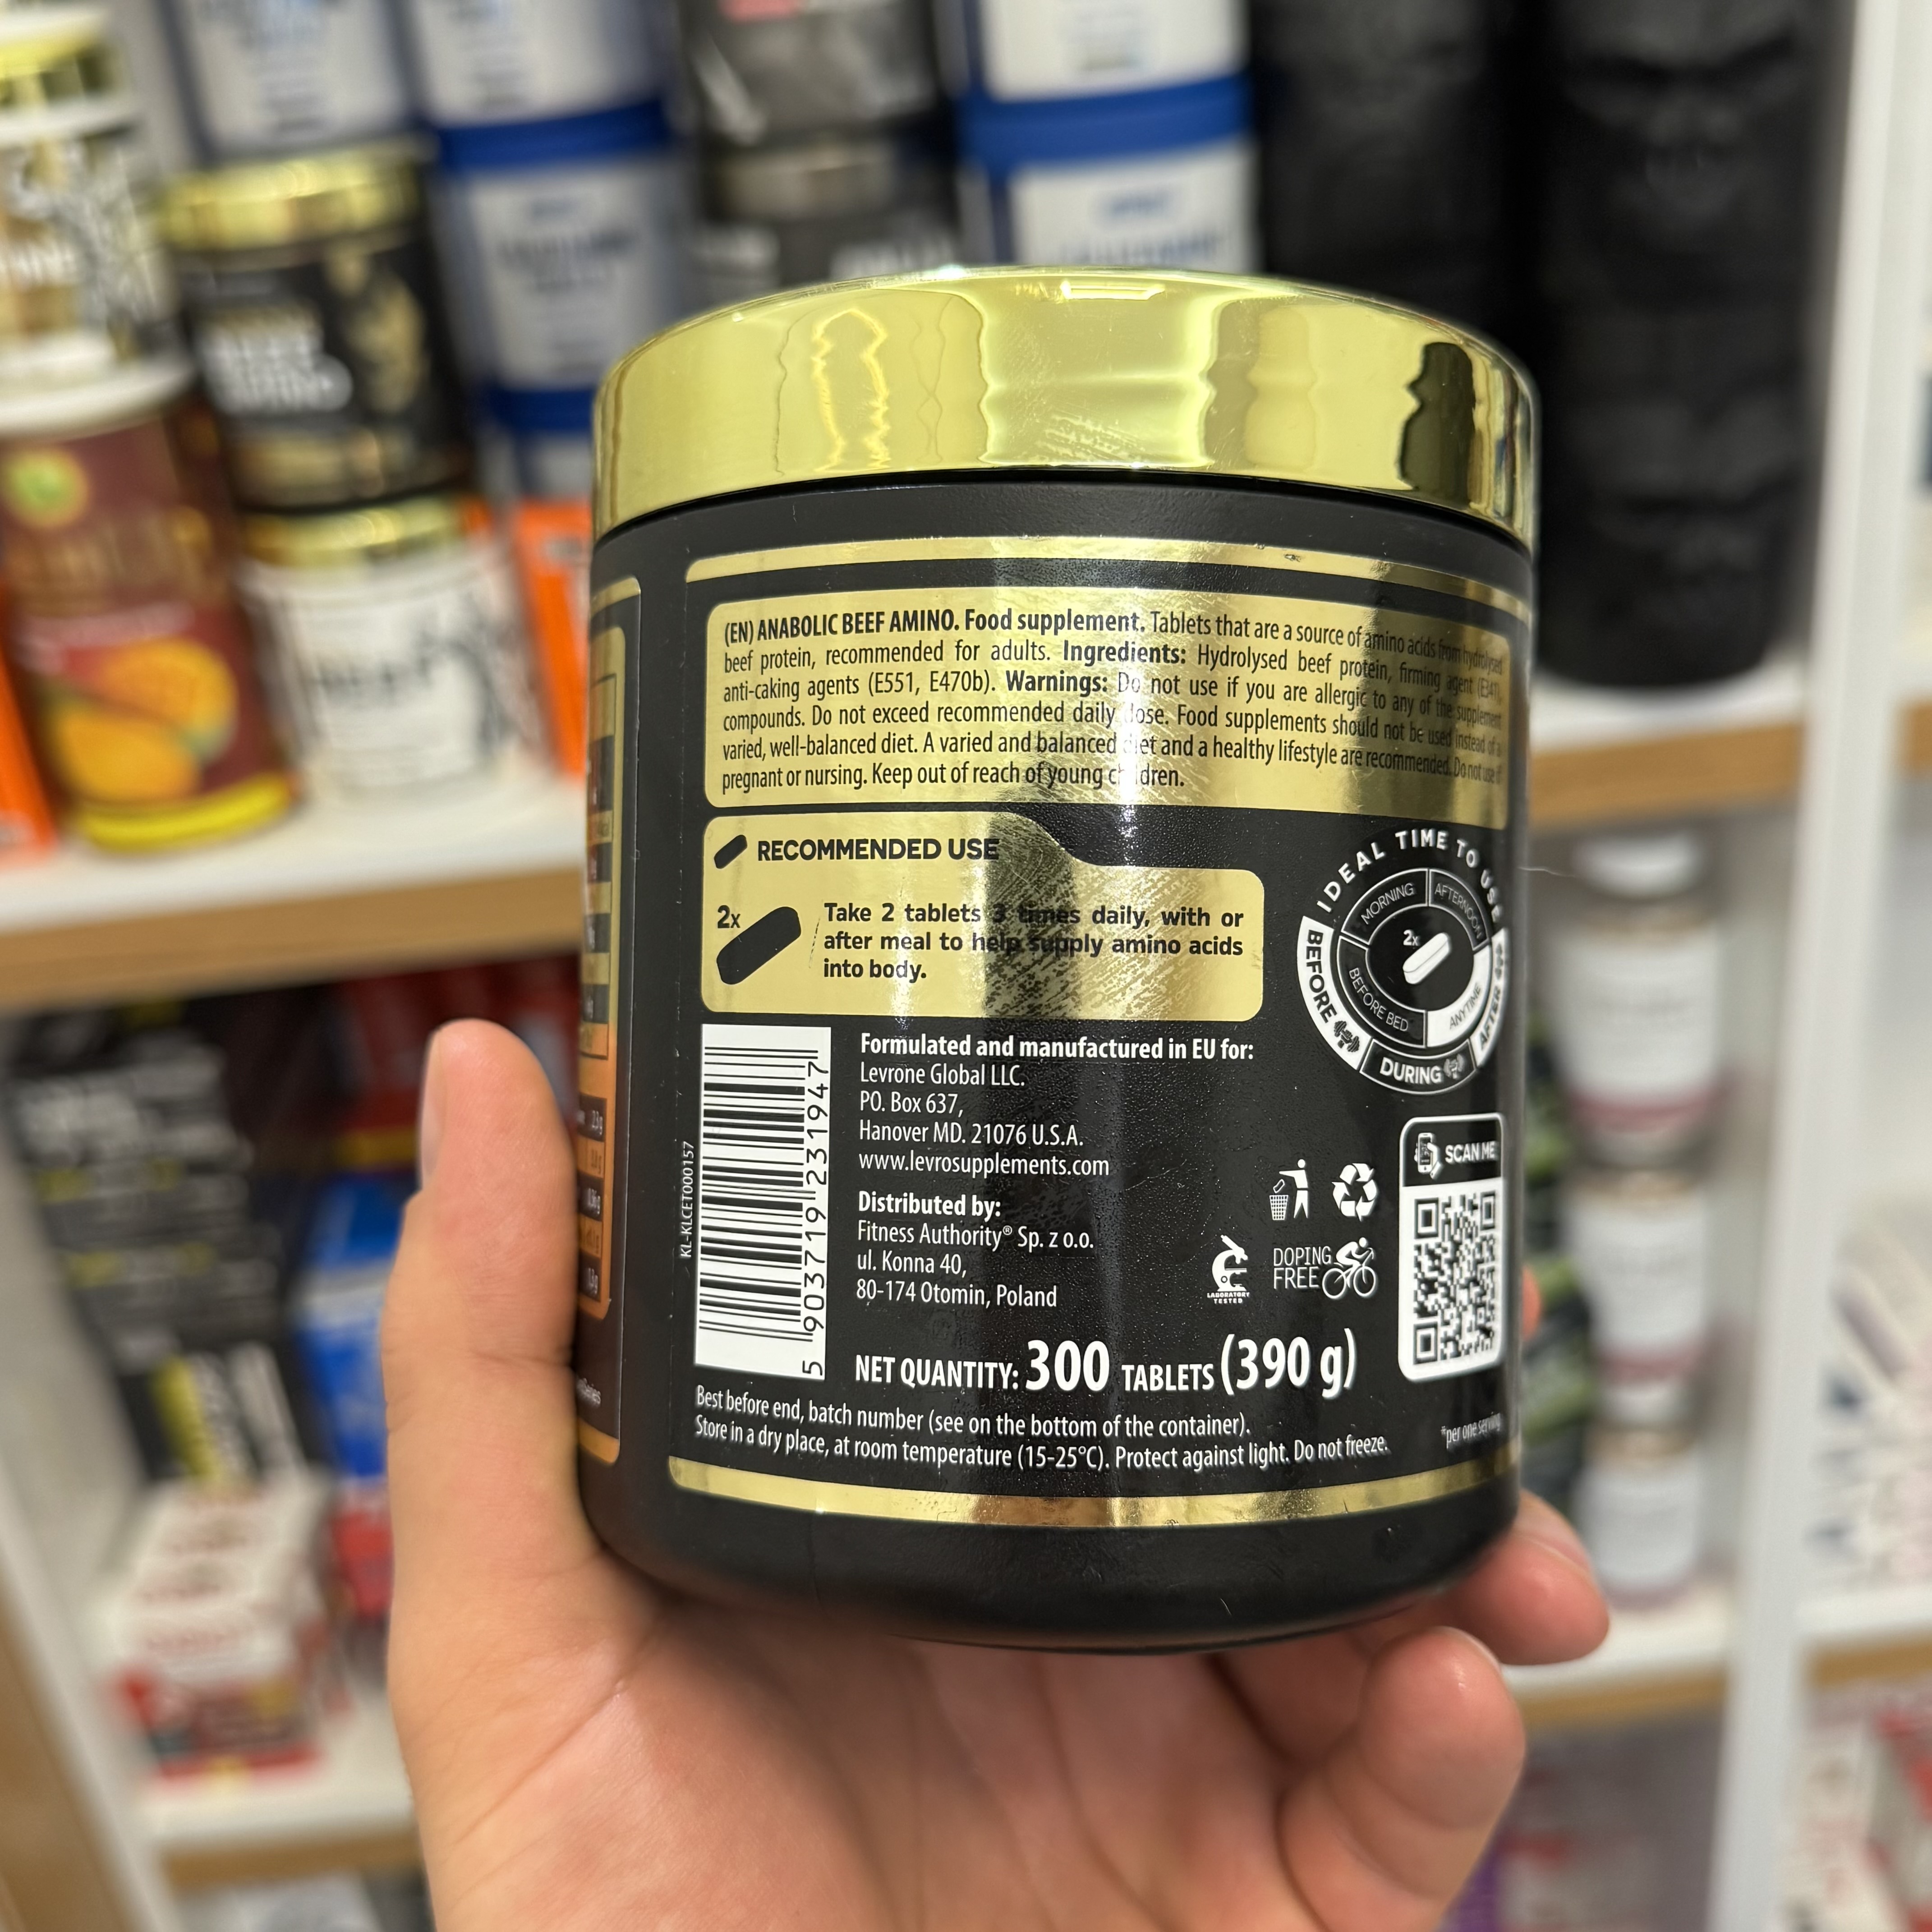 (EN) ANABOLIC BEEF AMINO. Food supplement. Tablets that are a source of amino acids from hydrolysed
beef protein, recommended for adults. Ingredients: Hydrolysed beef protein, firming agent
anti-caking agents (E551, E470b). Warnings: Do not use if you are allergic to any of the supplement
compounds. Do not exceed recommended daily dose. Food supplements should not be used instead of a
varied, well-balanced diet. A varied and balanced diet and a healthy lifestyle are recommended. Do not use if
pregnant or nursing. Keep out of reach of young children.
RECOMMENDED USE
2x
Take 2 tablets 3 times daily, with or
after meal to help supply amino acids
into body.
IDEAL TIME TO USE
MORNING
AFTERNOON
2x
BEFORE
BEFORE BED
ANYTIME
AFTER
DURING
KL-KLCET000157
5 903719 231947
Formulated and manufactured in EU for:
Levrone Global LLC.
PO. Box 637,
Hanover MD. 21076 U.S.A.
www.levrosupplements.com
Distributed by:
Fitness Authority® Sp. z o.o.
ul. Konna 40,
80-174 Otomin, Poland
SCAN ME
LABORATORY
TESTED
DOPING
FREE
NET QUANTITY: 300 TABLETS (390 g)
Best before end, batch number (see on the bottom of the container).
Store in a dry place, at room temperature (15-25°C). Protect against light. Do not freeze.
*per one serving